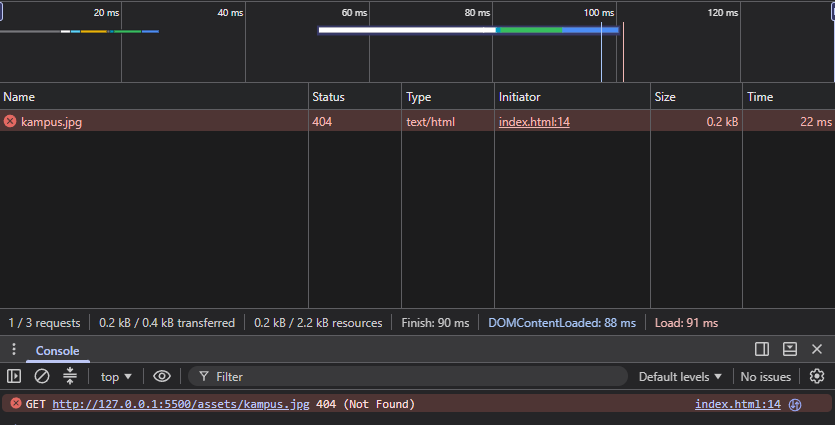 20 ms 40 ms 60 ms 80 ms 100 ms 120 ms
Name Status Type Initiator Size Time
kampus.jpg 404 text/html index.html:14 0.2 kB 22 ms
1 / 3 requests 0.2 kB / 0.4 kB transferred 0.2 kB / 2.2 kB resources Finish: 90 ms DOMContentLoaded: 88 ms Load: 91 ms
Console
top Filter Default levels No issues
GET http://127.0.0.1:5500/assets/kampus.jpg 404 (Not Found) index.html:14